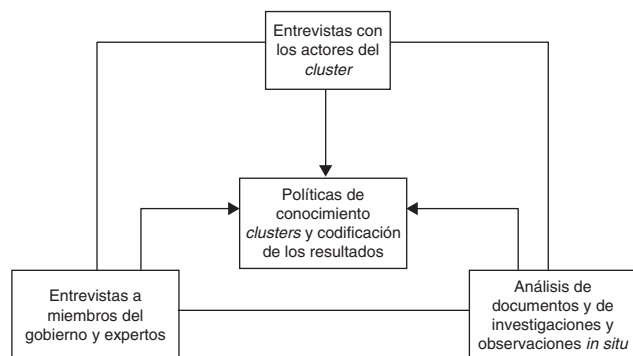 Entrevistas con
los actores del
cluster
Políticas de
conocimiento
clusters y codificación
de los resultados
Entrevistas a
miembros del
gobierno y expertos
Análisis de
documentos y de
investigaciones y
observaciones in situ